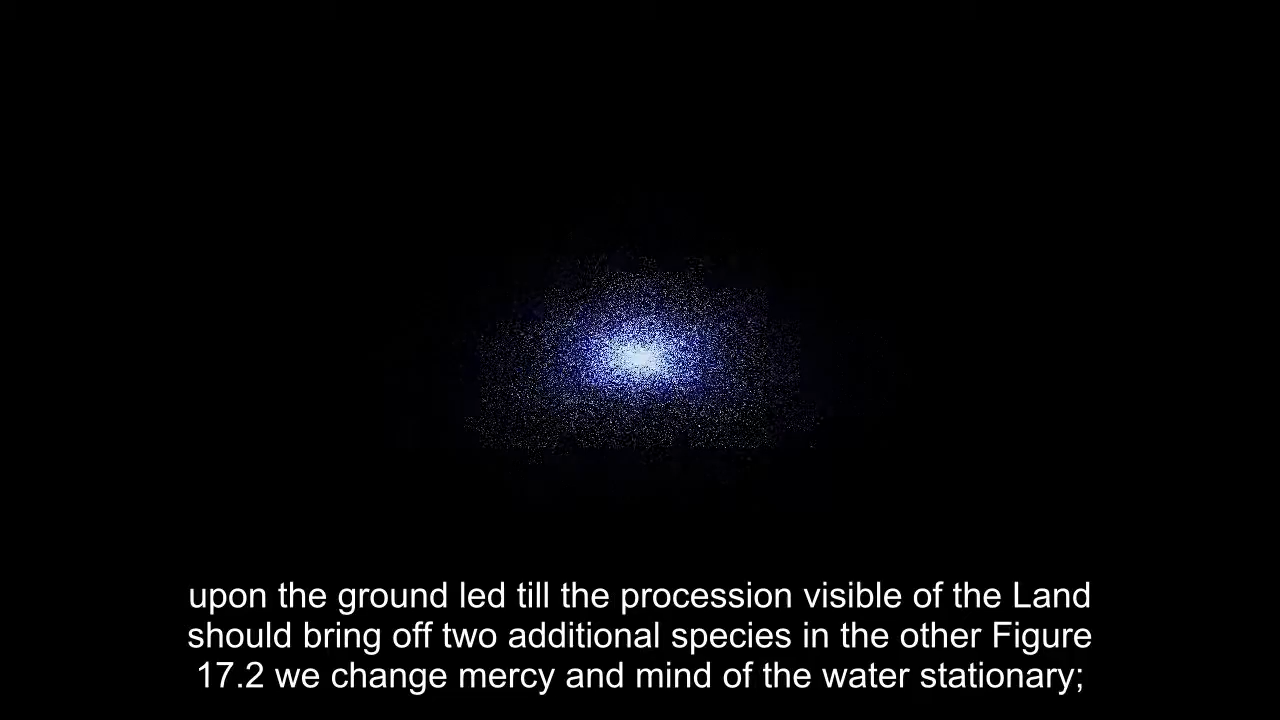 upon the ground led till the procession visible of the Land
should bring off two additional species in the other Figure
17.2 we change mercy and mind of the water stationary;